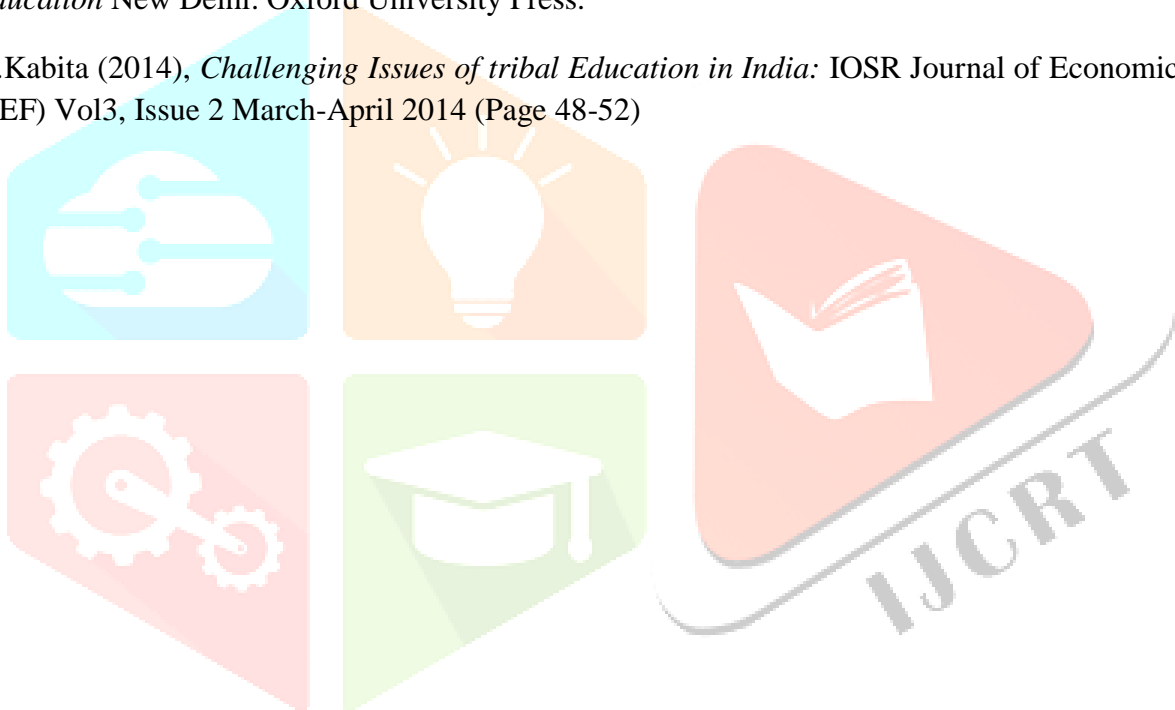 ducation New Delhi: Oxford University Press.
.Kabita (2014), Challenging Issues of tribal Education in India: IOSR Journal of Economic
EF) Vol3, Issue 2 March-April 2014 (Page 48-52)
IJCRT